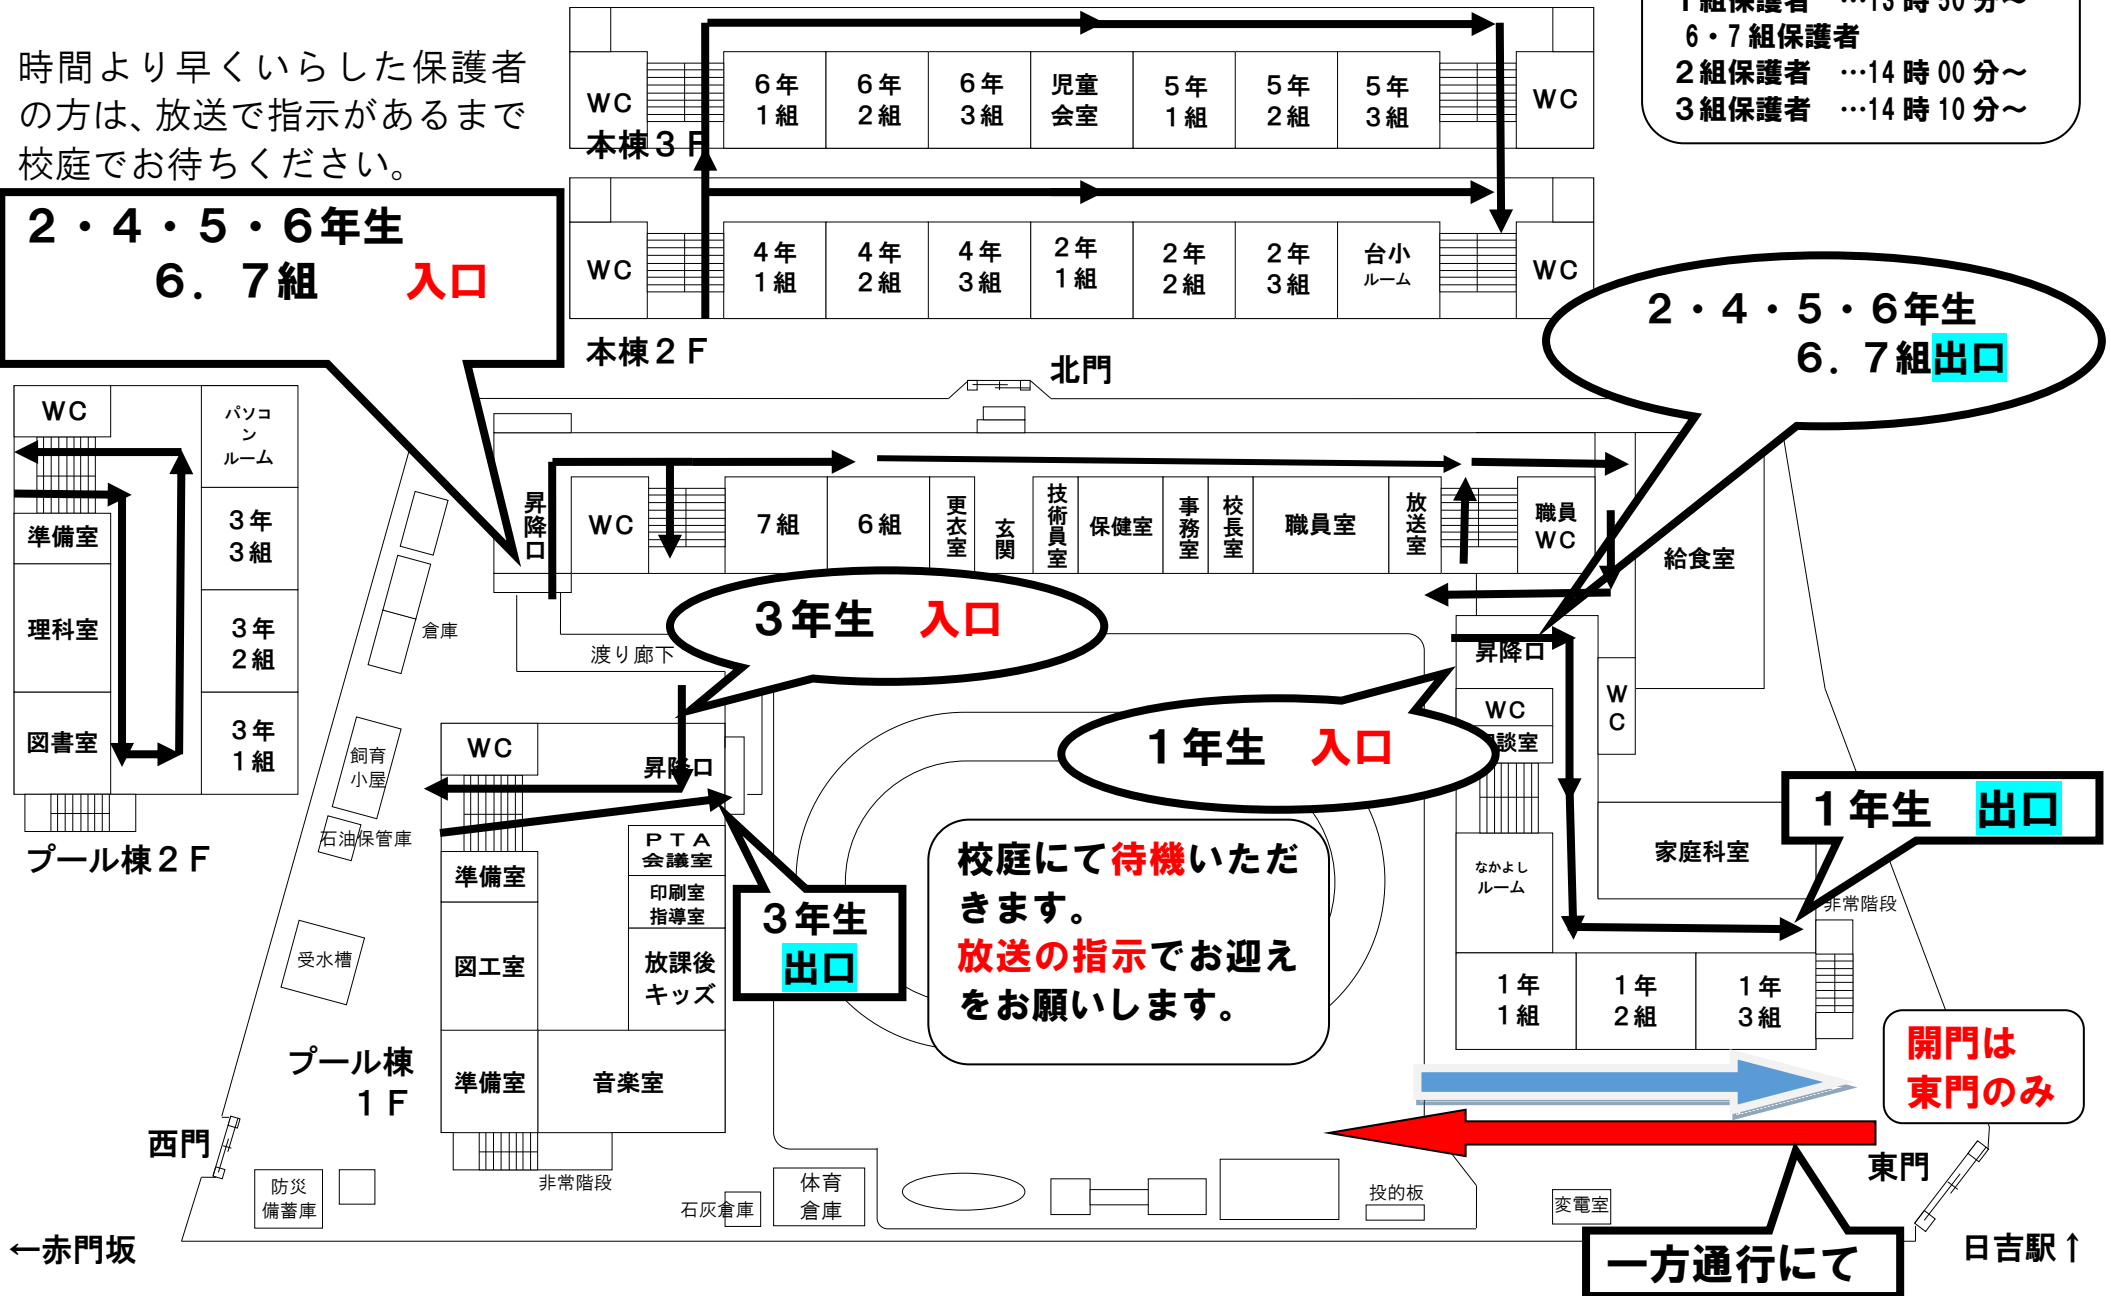 1組保護者 …13時50分～
6・7組保護者
2組保護者 …14時00分～
3組保護者 …14時10分～
時間より早くいらした保護者
の方は、放送で指示があるまで
校庭でお待ちください。
WC
6年
1組
6年
2組
6年
3組
児童
会室
5年
1組
5年
2組
5年
3組
WC
本棟3F
2・4・5・6年生
6．7組 入口
WC
4年
1組
4年
2組
4年
3組
2年
1組
2年
2組
2年
3組
台小
ルーム
WC
本棟2F
2・4・5・6年生
6．7組出口
北門
WC
パソコ
ン
ルーム
準備室
3年
3組
理科室
3年
2組
図書室
3年
1組
プール棟2F
昇降口
WC
7組
6組
更衣室
玄関
技術員室
保健室
事務室
校長室
職員室
放送室
職員
WC
給食室
倉庫
渡り廊下
3年生 入口
昇降口
WC
談室
WC
1年生 入口
飼育
小屋
石油保管庫
WC
昇降口
PTA
会議室
準備室
印刷室
指導室
3年生
出口
図工室
放課後
キッズ
受水槽
校庭にて待機いただ
きます。
放送の指示でお迎え
をお願いします。
なかよし
ルーム
家庭科室
1年生 出口
非常階段
1年
1組
1年
2組
1年
3組
プール棟
1F
準備室
音楽室
開門は
東門のみ
西門
非常階段
防災
備蓄庫
石灰倉庫
体育
倉庫
投的板
変電室
東門
←赤門坂
一方通行にて
日吉駅↑